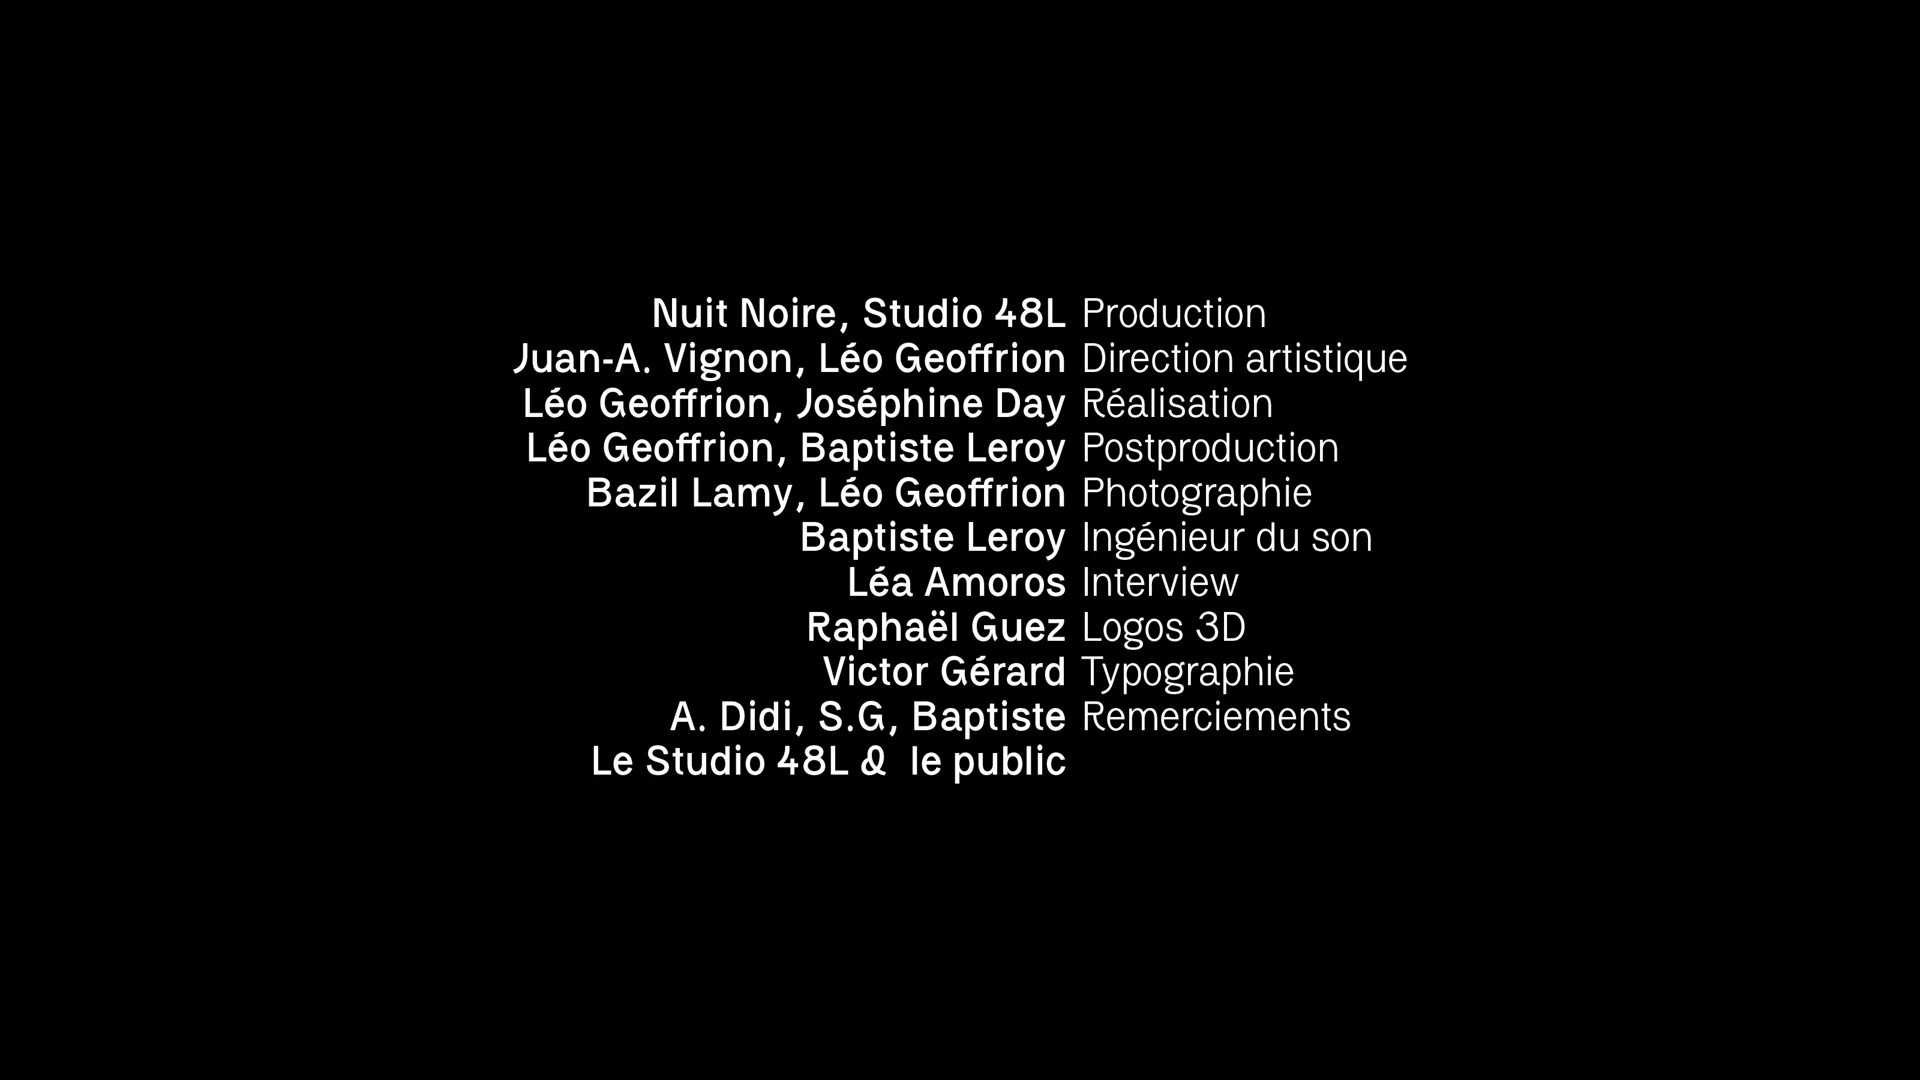 Nuit Noire, Studio 48L Production
Juan-A. Vignon, Léo Geoffrion Direction artistique
Léo Geoffrion, Joséphine Day Réalisation
Léo Geoffrion, Baptiste Leroy Postproduction
Bazil Lamy, Léo Geoffrion Photographie
Baptiste Leroy Ingénieur du son
Léa Amoros Interview
Raphaël Guez Logos 3D
Victor Gérard Typographie
A. Didi, S.G, Baptiste Remerciements
Le Studio 48L & le public